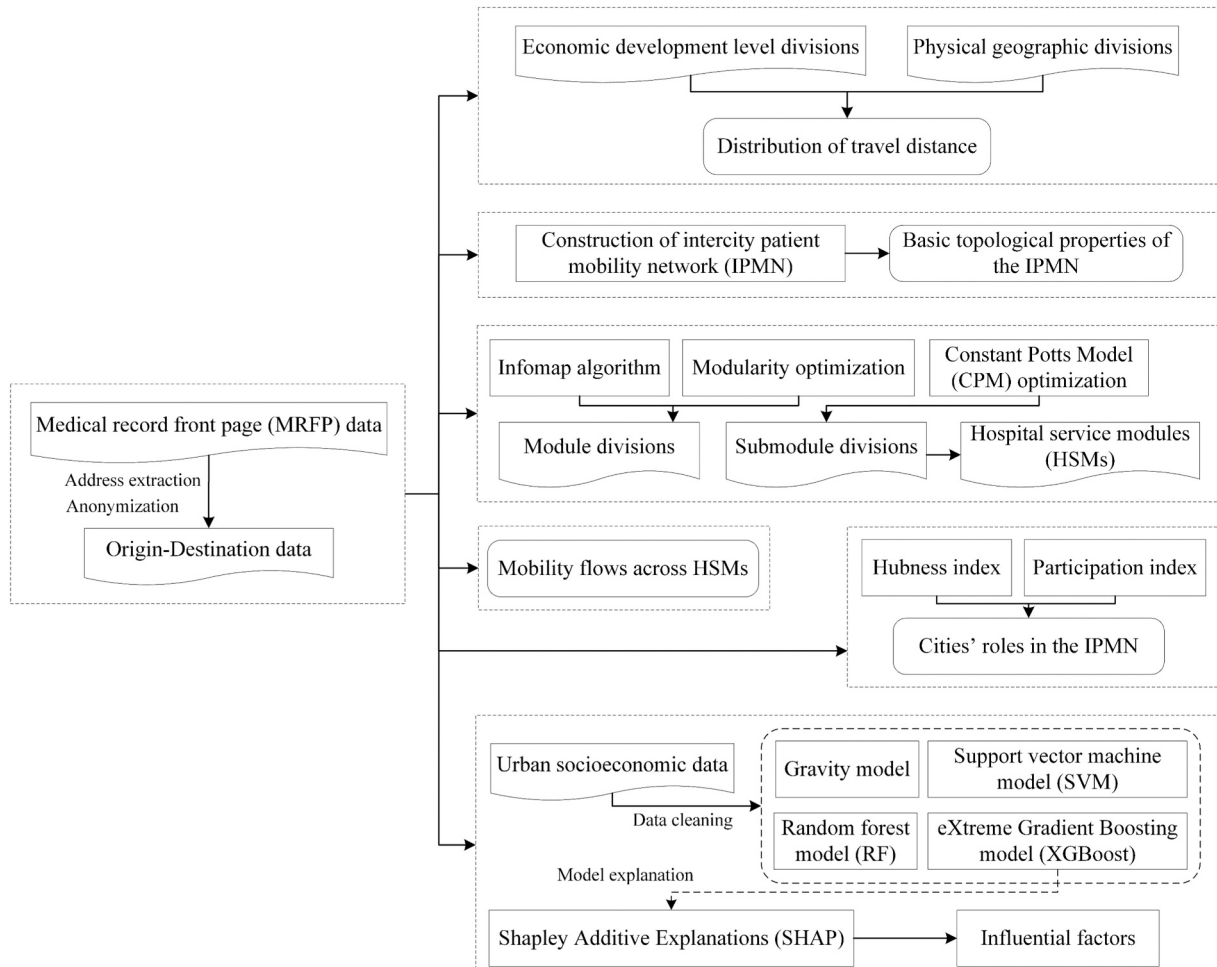 Economic development level divisions
Physical geographic divisions
Distribution of travel distance
Construction of intercity patient
mobility network (IPMN)
Basic topological properties of
the IPMN
Infomap algorithm
Modularity optimization
Constant Potts Model
(CPM) optimization
Module divisions
Submodule divisions
Hospital service modules
(HSMs)
Medical record front page (MRFP) data
Address extraction
Anonymization
Origin-Destination data
Mobility flows across HSMs
Hubness index
Participation index
Cities’ roles in the IPMN
Urban socioeconomic data
Data cleaning
Gravity model
Support vector machine
model (SVM)
Random forest
model (RF)
eXtreme Gradient Boosting
model (XGBoost)
Model explanation
Shapley Additive Explanations (SHAP)
Influential factors